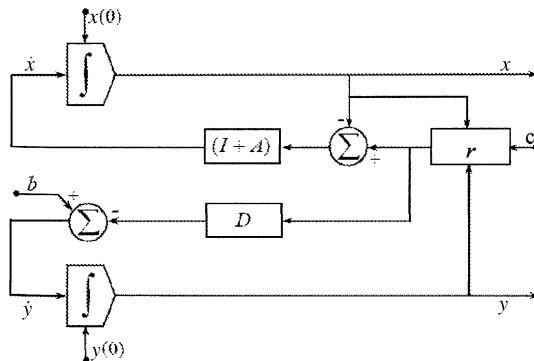 x(0)
ẋ
∫
x
-
(I ÷ A)
Σ
÷
r
c
b
÷
Σ
-
D
∫
ẏ
y
y(0)